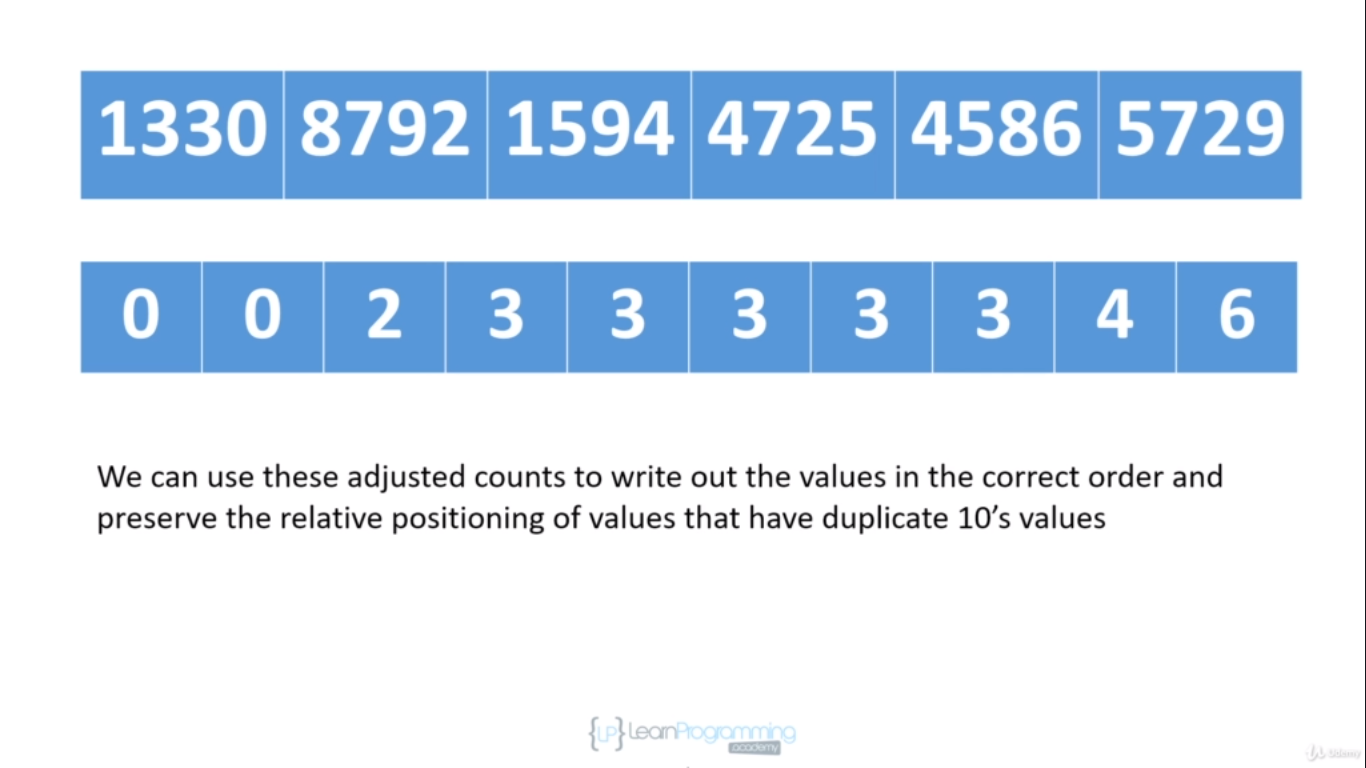 1330 8792 1594 4725 4586 5729
0 0 2 3 3 3 3 3 4 6
We can use these adjusted counts to write out the values in the correct order and
preserve the relative positioning of values that have duplicate 10’s values
{LP} LearnProgramming
.academy
Udemy